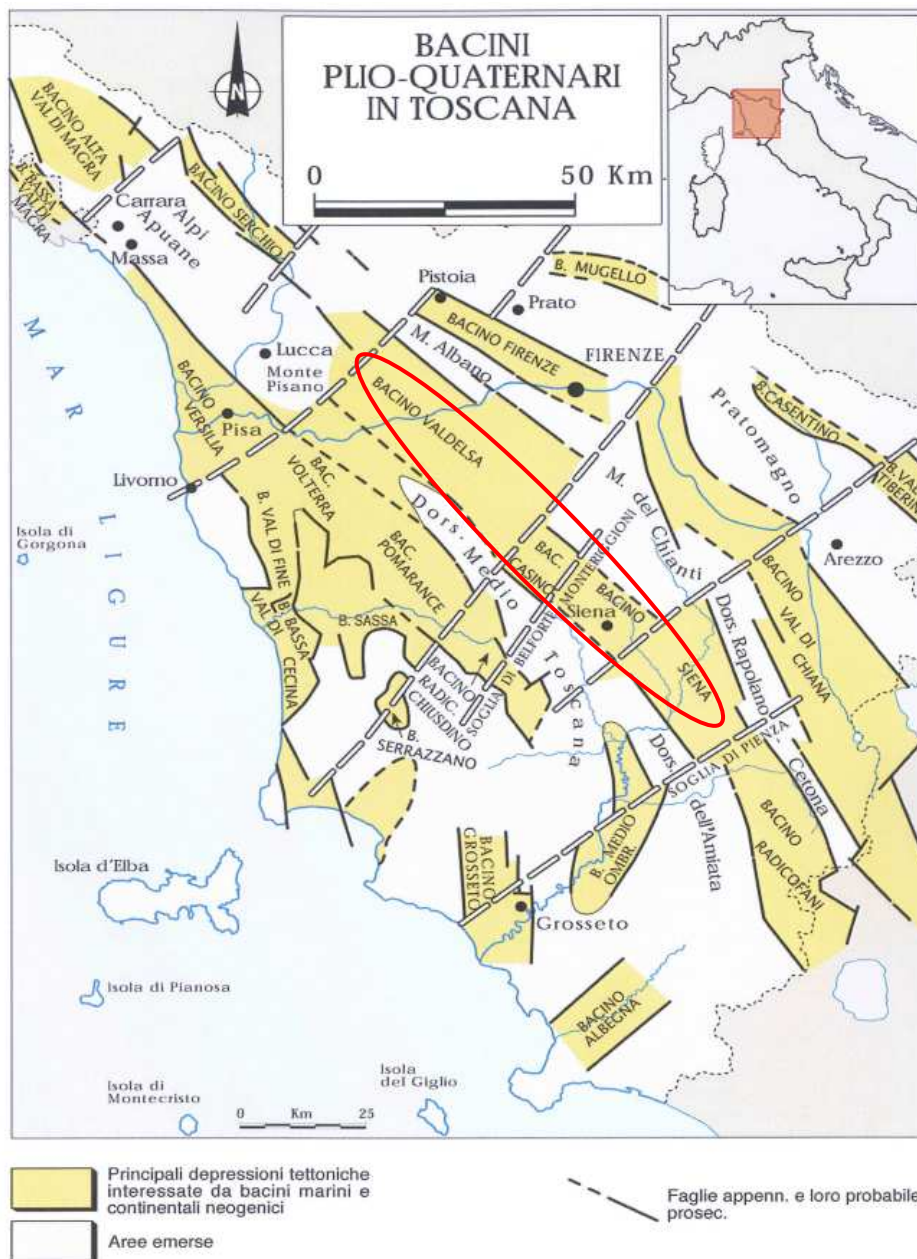 BACINI
PLIO-QUATERNARI
IN TOSCANA
0 50 Km
N
BACINO ALTA
VAL DI MAGRA
B. BASSA
VAL DI
MAGRA
BACINO SERCHIO
Carrara
Alpi
Apuane
Massa
B. MUGELLO
Pistoia
Prato
BACINO FIRENZE
M. Albano
FIRENZE
Lucca
Monte
Pisano
BACINO VALDELSA
MAR LIGURE
BACINO
VERSILIA
Pisa
Pratomagno
B. CASENTINO
B. VAL
TIBERIN
Livorno
BAC.
VOLTERRA
Dors. Medio
Toscana
M. del Chianti
Arezzo
Isola di
Gorgona
B. VAL DI FINE
BAC.
POMARANCE
BAC.
CASINO
SOGLIA DI BELFORTE MONTERIGGIONI
BACINO
SIENA
Siena
BACINO
VAL DI CHIANA
B. BASSA
VAL DI
CECINA
B. SASSA
BACINO
RADIC.
CHIUSDINO
Dors. Rapolano
Cetona
B.
SERRAZZANO
SOGLIA DI PIENZA
Dors.
dell'Amiata
BACINO
RADICOFANI
B. MEDIO
OMBR.
BACINO
GROSSETO
Isola d'Elba
Grosseto
Isola di Pianosa
BACINO
ALBEGNA
Isola di
Montecristo
Isola
del Giglio
0 Km 25
Principali depressioni tettoniche
interessate da bacini marini e
continentali neogenici
Faglie appenn. e loro probabile
prosec.
Aree emerse